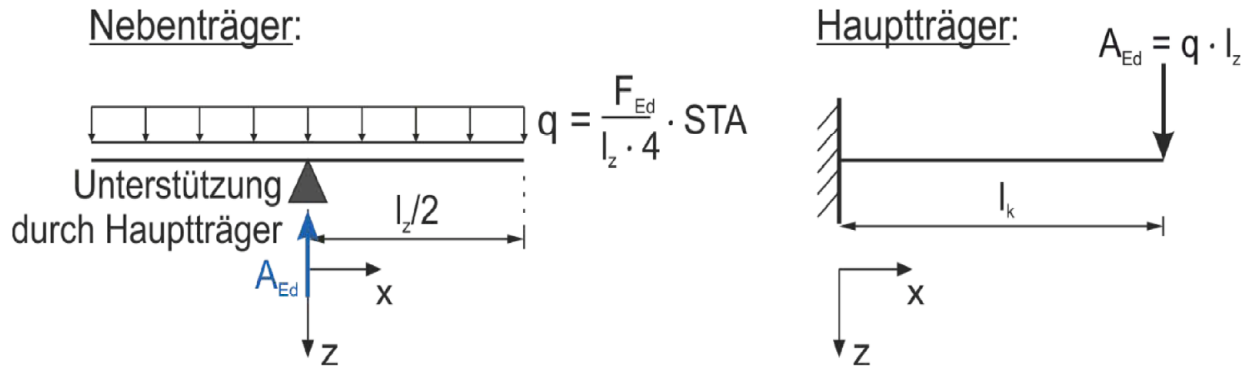 Nebenträger:
q = F_Ed / (l_z · 4) · STA
Unterstützung
durch Hauptträger
l_z/2
A_Ed
x
z
Hauptträger:
A_Ed = q · l_z
l_k
x
z